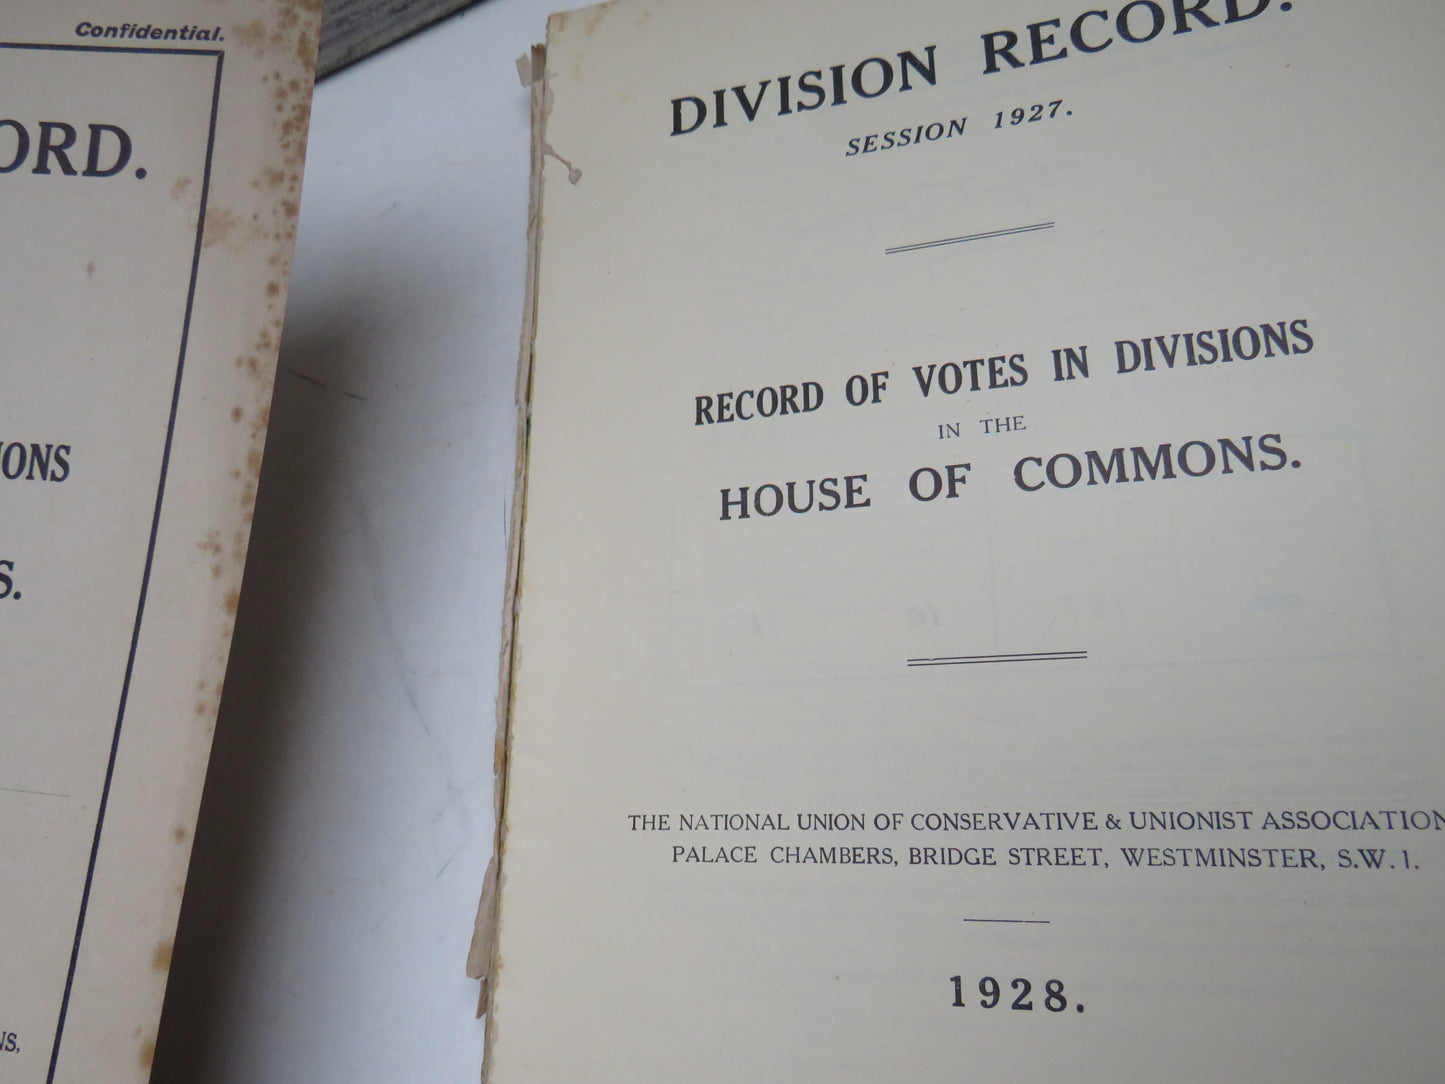 Confidential.
ORD.
IONS
S.
NS,
DIVISION RECORD.
SESSION 1927.
RECORD OF VOTES IN DIVISIONS
IN THE
HOUSE OF COMMONS.
THE NATIONAL UNION OF CONSERVATIVE & UNIONIST ASSOCIATION
PALACE CHAMBERS, BRIDGE STREET, WESTMINSTER, S.W.1.
1928.